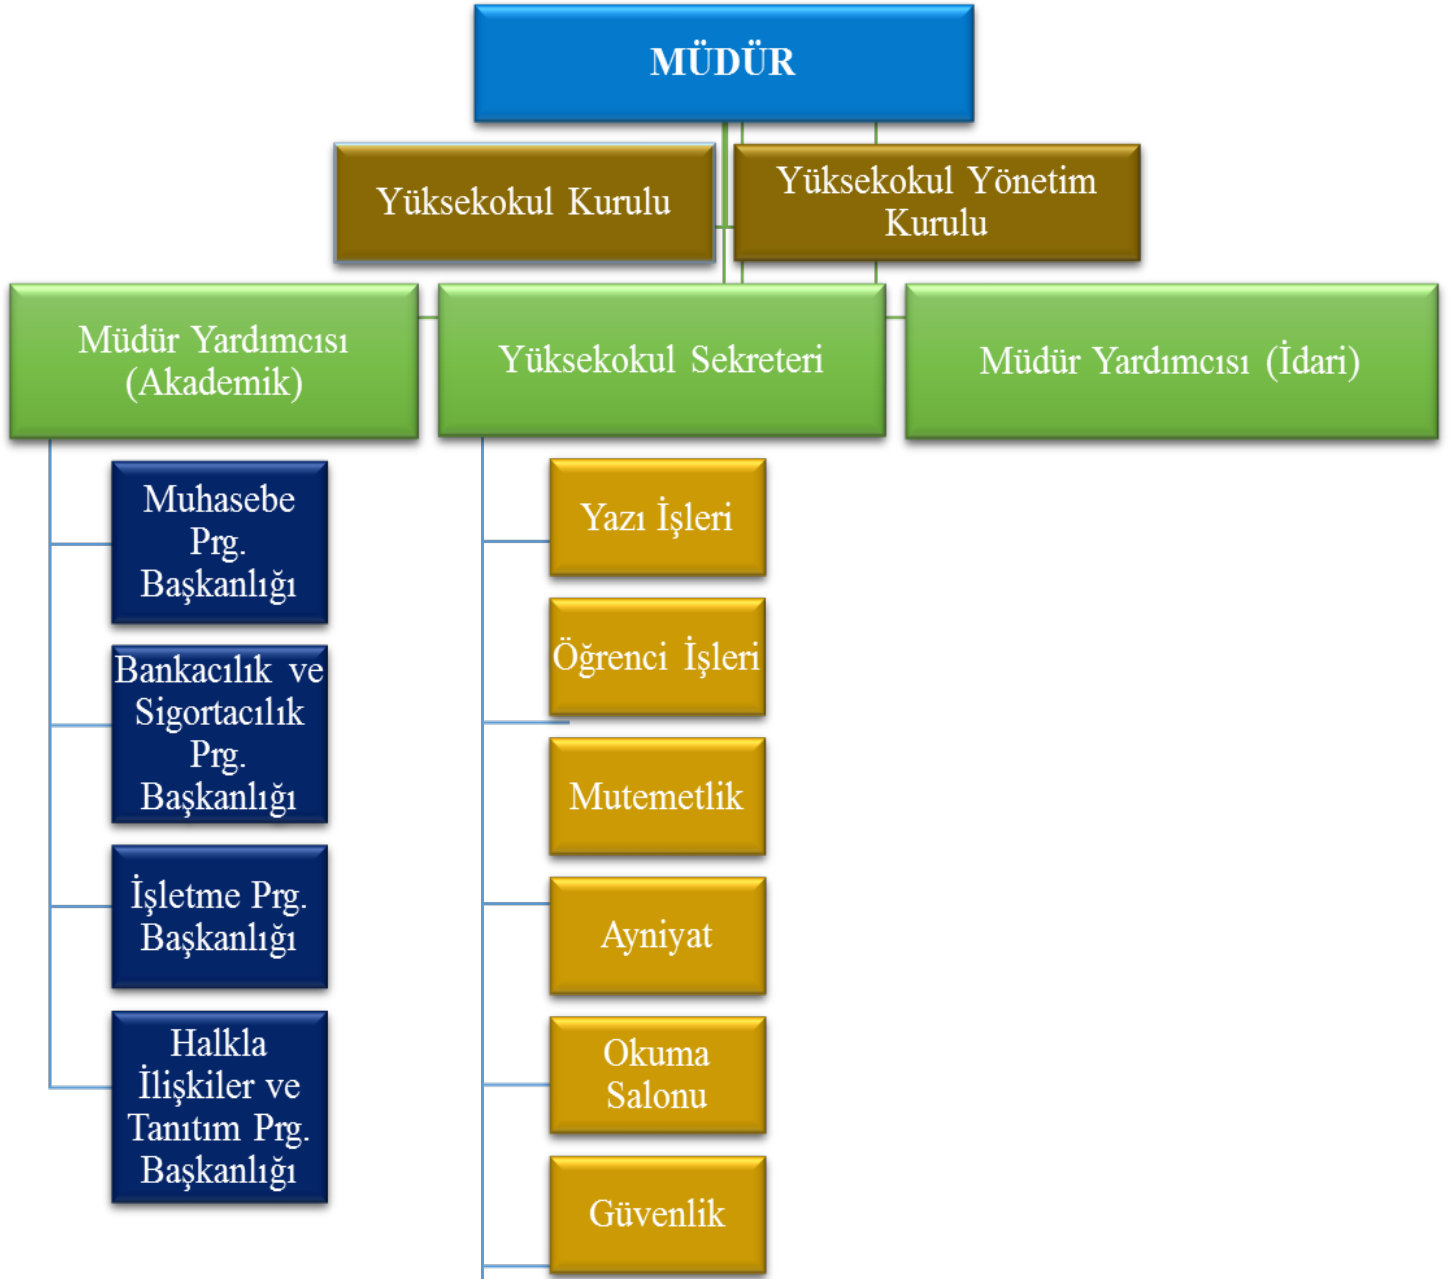 MÜDÜR
Yüksekokul Kurulu
Yüksekokul Yönetim
Kurulu
Müdür Yardımcısı
(Akademik)
Yüksekokul Sekreteri
Müdür Yardımcısı (İdari)
Muhasebe
Prg.
Başkanlığı
Bankacılık ve
Sigortacılık
Prg.
Başkanlığı
İşletme Prg.
Başkanlığı
Halkla
İlişkiler ve
Tanıtım Prg.
Başkanlığı
Yazı İşleri
Öğrenci İşleri
Mutemetlik
Ayniyat
Okuma
Salonu
Güvenlik